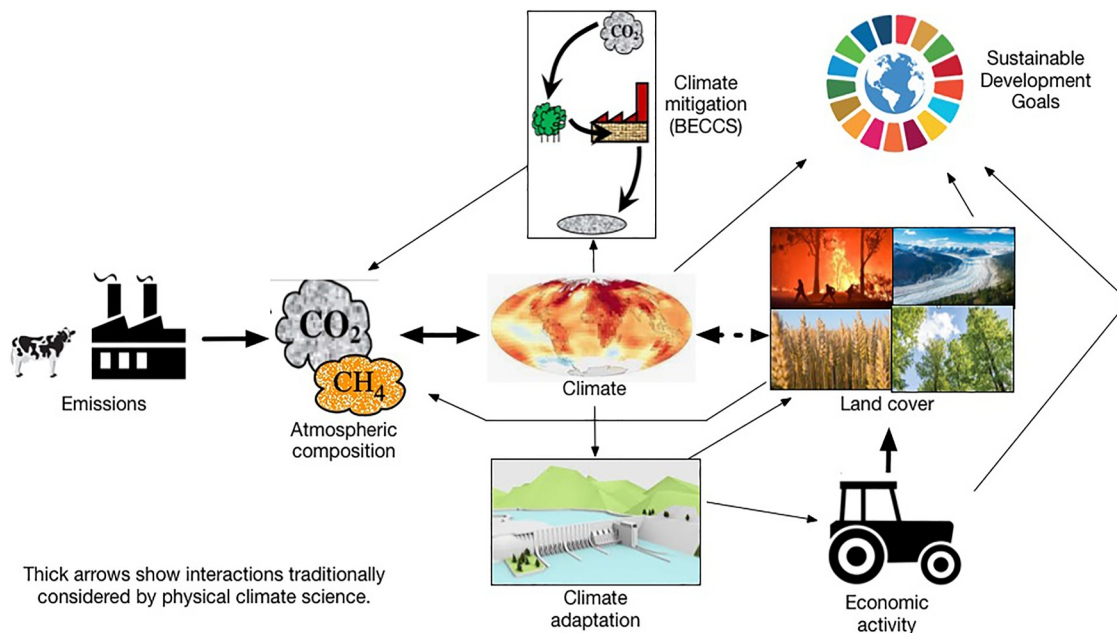 CO₂
Climate
mitigation
(BECCS)
Sustainable
Development
Goals
CO₂
CH₄
Emissions
Atmospheric
composition
Climate
Land cover
Thick arrows show interactions traditionally
considered by physical climate science.
Climate
adaptation
Economic
activity